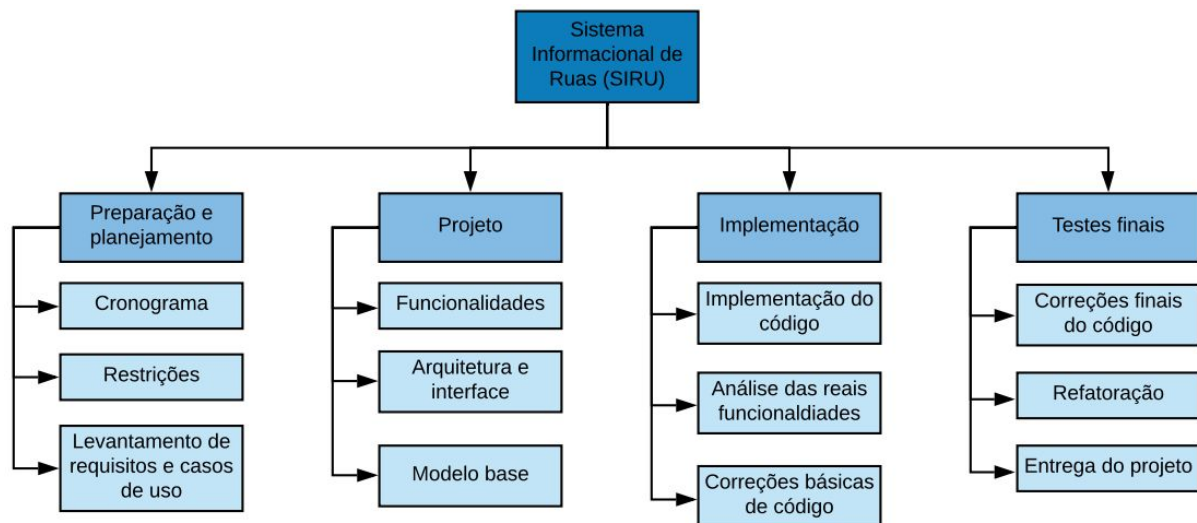 Sistema
Informacional de
Ruas (SIRU)
Preparação e
planejamento
Cronograma
Restrições
Levantamento de
requisitos e casos
de uso
Projeto
Funcionalidades
Arquitetura e
interface
Modelo base
Implementação
Implementação do
código
Análise das reais
funcionaldiades
Correções básicas
de código
Testes finais
Correções finais
do código
Refatoração
Entrega do projeto